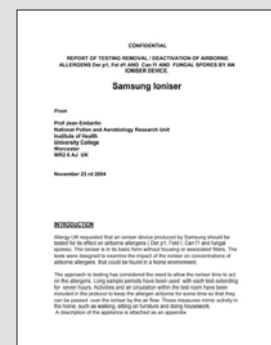 CONFIDENTIAL
REPORT OF TESTING REMOVAL / DEACTIVATION OF AIRBORNE
ALLERGENS Der p1, Fel d1 AND Can f1 AND FUNGAL SPORES BY AN
IONISER DEVICE.
Samsung Ioniser
From
Prof Jean Emberlin
National Pollen and Aerobiology Research Unit
Institute of Health
University College
Worcester
WR2 6 AJ UK
November 23 rd 2004
INTRODUCTION
Allergy UK requested that an ioniser device produced by Samsung should be
tested for its effect on airborne allergens ( Der p1, Feld I, Can f1 and fungal
spores). The ioniser is in its basic form without housing or associated filters. The
tests were designed to examine the impact of the ioniser on concentrations of
airborne allergens that could be found in a home environment.
The approach to testing has considered the need to allow the ioniser time to act
on the allergens. Long sample periods have been used with each test extending
for seven hours. Activities and air circulation within the test room have been
included in the protocol to keep the allergen airborne for some time so that they
can be passed over the ioniser by the air flow. These measures mimic activity in
the home, such as walking, sitting on furniture and doing housework.
A description of the appliance is attached as an appendix.